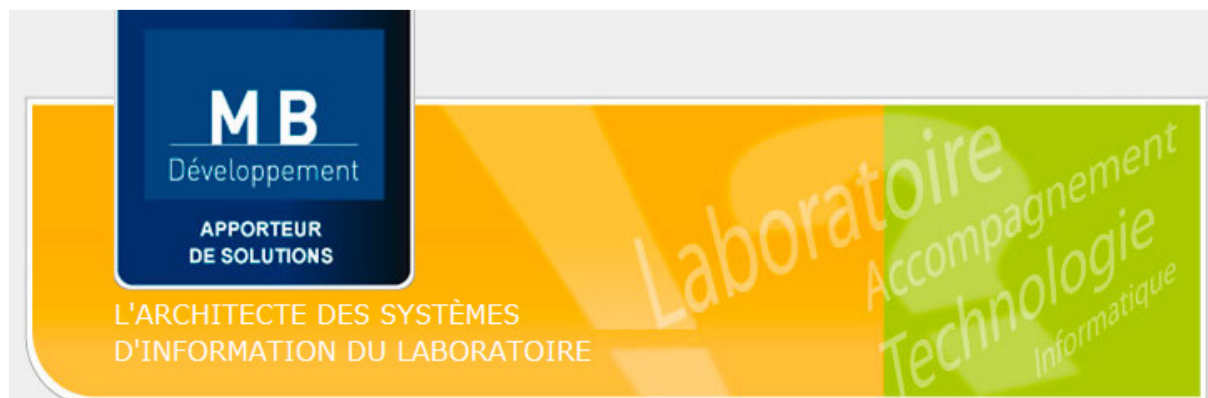 M B
Développement
APPORTEUR
DE SOLUTIONS
L'ARCHITECTE DES SYSTÈMES
D'INFORMATION DU LABORATOIRE
Laboratoire
Accompagnement
Technologie
Informatique